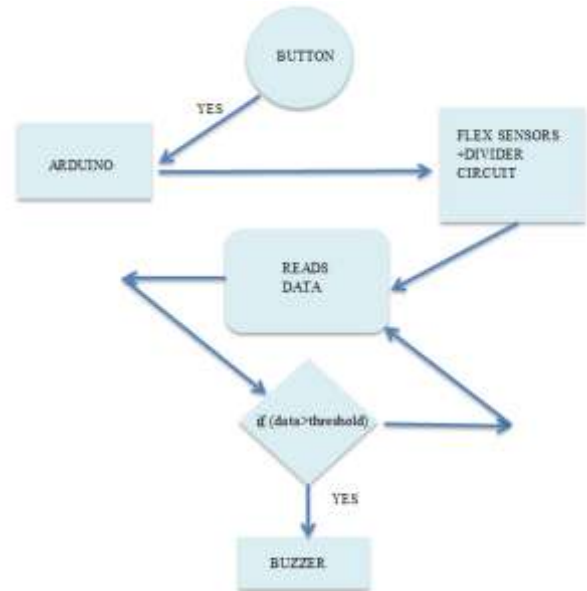 BUTTON
YES
ARDUINO
FLEX SENSORS
+DIVIDER
CIRCUIT
READS
DATA
if (data>threshold)
YES
BUZZER